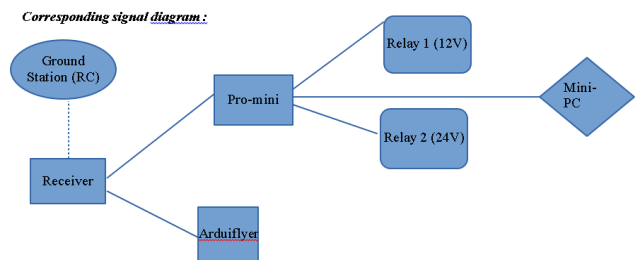 Corresponding signal diagram :
Ground
Station (RC)
Relay 1 (12V)
Pro-mini
Mini-
PC
Relay 2 (24V)
Receiver
Arduiflyer